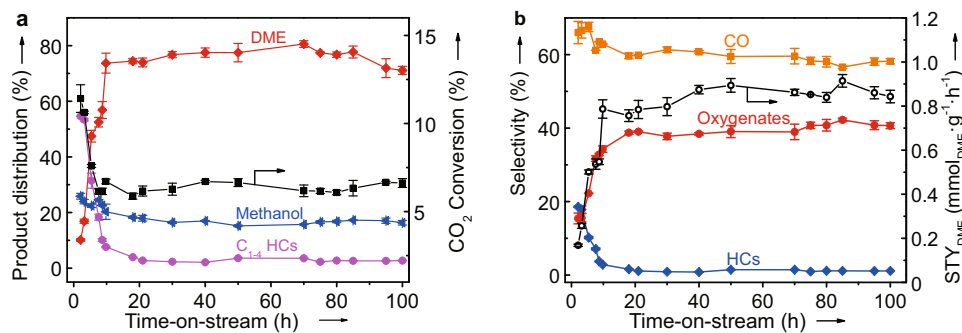 a
Product distribution (%)
80
60
40
20
0
DME
Methanol
C₁₋₄ HCs
15
10
5
CO₂ Conversion (%)
0 20 40 60 80 100
Time-on-stream (h)
b
Selectivity (%)
60
40
20
0
CO
Oxygenates
HCs
1.2
1.0
0.8
0.6
0.4
0.2
0
STY_DME (mmol_DME·g⁻¹·h⁻¹)
0 20 40 60 80 100
Time-on-stream (h)